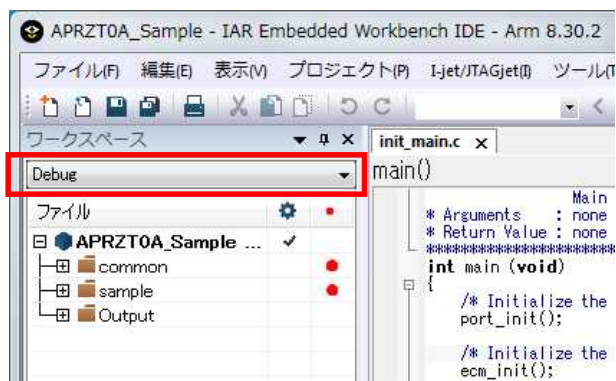 APRZT0A_Sample - IAR Embedded Workbench IDE - Arm 8.30.2
ファイル(F) 編集(E) 表示(V) プロジェクト(P) I-jet/JTAGjet(I) ツール(T
ワークスペース
init_main.c
Debug
main()
ファイル
Main
* Arguments : none
* Return Value : none
APRZT0A_Sample ...
*************************
common
int main (void)
{
sample
/* Initialize the
Output
port_init();
/* Initialize the
ecm_init();